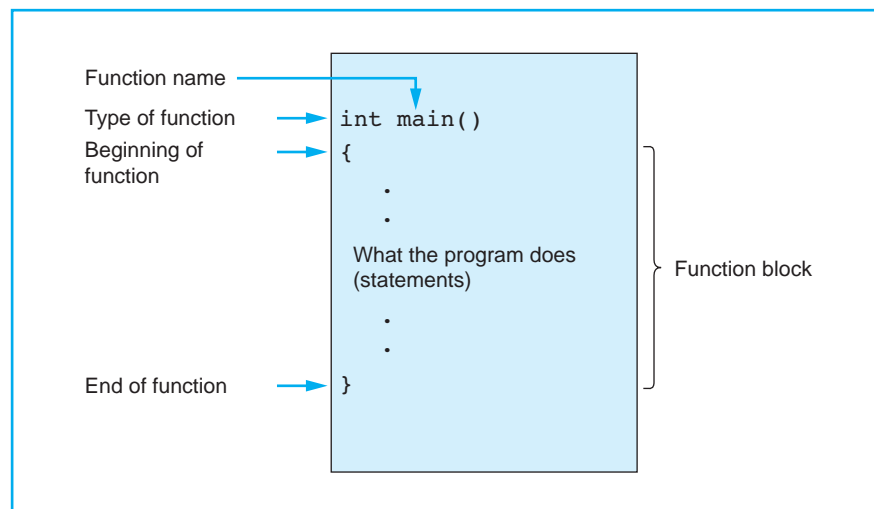 Function name
Type of function
int main()
Beginning of
function
{
.
.
What the program does
(statements)
Function block
.
.
End of function
}